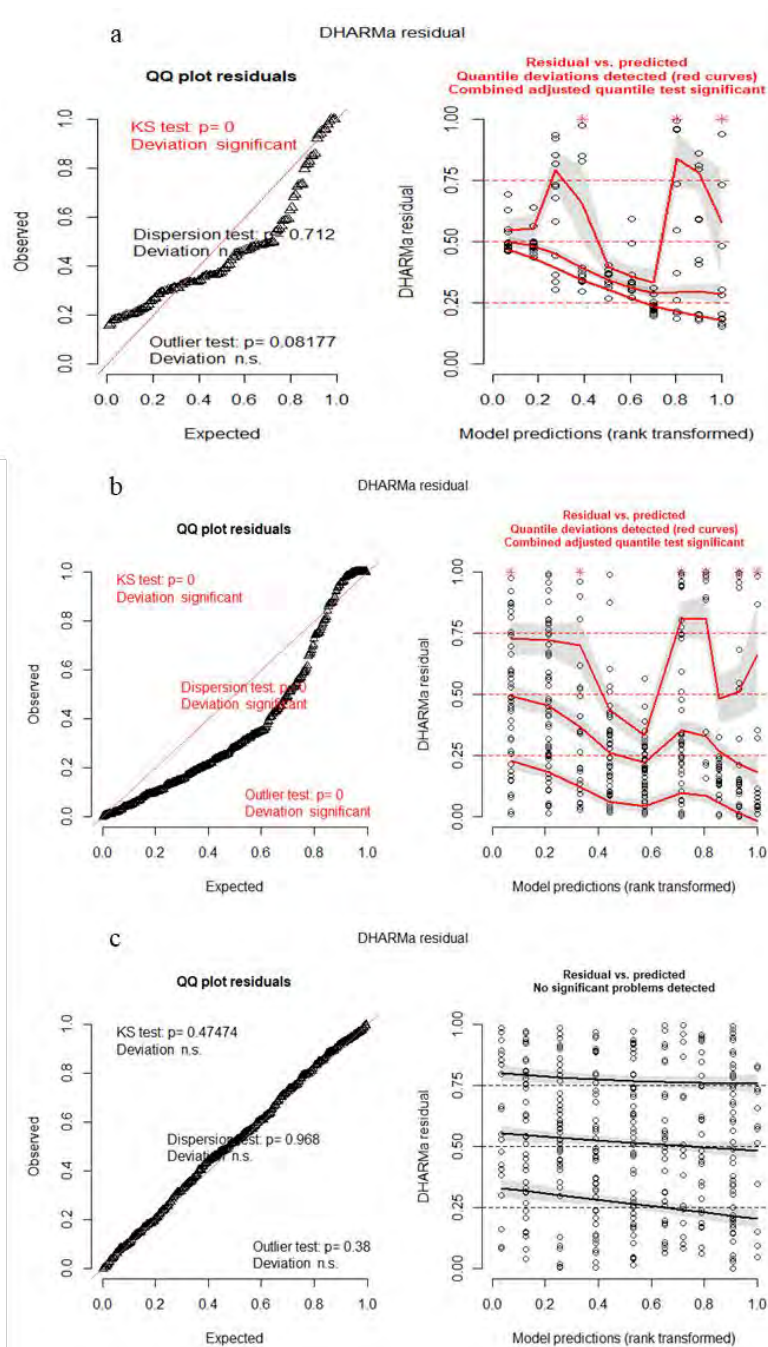 a
DHARMa residual
QQ plot residuals
KS test: p= 0
Deviation significant
Dispersion test: p= 0.712
Deviation n.s.
Outlier test: p= 0.08177
Deviation n.s.
Observed
0.0 0.2 0.4 0.6 0.8 1.0
0.0 0.2 0.4 0.6 0.8 1.0
Expected
Residual vs. predicted
Quantile deviations detected (red curves)
Combined adjusted quantile test significant
DHARMa residual
0.00 0.25 0.50 0.75 1.00
0.0 0.2 0.4 0.6 0.8 1.0
Model predictions (rank transformed)
b
DHARMa residual
QQ plot residuals
KS test: p= 0
Deviation significant
Dispersion test: p= 0
Deviation significant
Outlier test: p= 0
Deviation significant
Observed
0.0 0.2 0.4 0.6 0.8 1.0
0.0 0.2 0.4 0.6 0.8 1.0
Expected
Residual vs. predicted
Quantile deviations detected (red curves)
Combined adjusted quantile test significant
DHARMa residual
0.00 0.25 0.50 0.75 1.00
0.0 0.2 0.4 0.6 0.8 1.0
Model predictions (rank transformed)
c
DHARMa residual
QQ plot residuals
KS test: p= 0.47474
Deviation n.s.
Dispersion test: p= 0.968
Deviation n.s.
Outlier test: p= 0.38
Deviation n.s.
Observed
0.0 0.2 0.4 0.6 0.8 1.0
0.0 0.2 0.4 0.6 0.8 1.0
Expected
Residual vs. predicted
No significant problems detected
DHARMa residual
0.00 0.25 0.50 0.75 1.00
0.0 0.2 0.4 0.6 0.8 1.0
Model predictions (rank transformed)